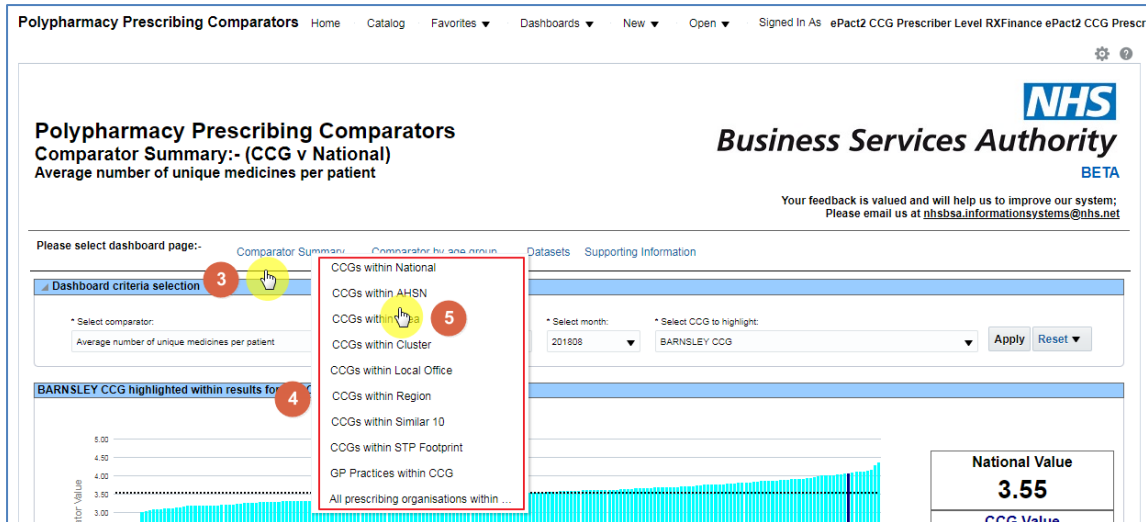 Polypharmacy Prescribing Comparators Home Catalog Favorites Dashboards New Open Signed In As ePact2 CCG Prescriber Level RXFinance ePact2 CCG Prescr
NHS
Business Services Authority
BETA
Polypharmacy Prescribing Comparators
Comparator Summary:- (CCG v National)
Average number of unique medicines per patient
Your feedback is valued and will help us to improve our system;
Please email us at nhsbsa.informationsystems@nhs.net
Please select dashboard page:- Comparator Summary Comparator by age group Datasets Supporting Information
3
Dashboard criteria selection
* Select comparator:
Average number of unique medicines per patient
* Select month:
201808
* Select CCG to highlight:
BARNSLEY CCG
Apply Reset
CCGs within National
CCGs within AHSN
CCGs within
5
CCGs within Cluster
CCGs within Local Office
CCGs within Region
CCGs within Similar 10
CCGs within STP Footprint
GP Practices within CCG
All prescribing organisations within ...
BARNSLEY CCG highlighted within results for
4
5.00
4.50
4.00
3.50
3.00
National Value
3.55
CCG Value